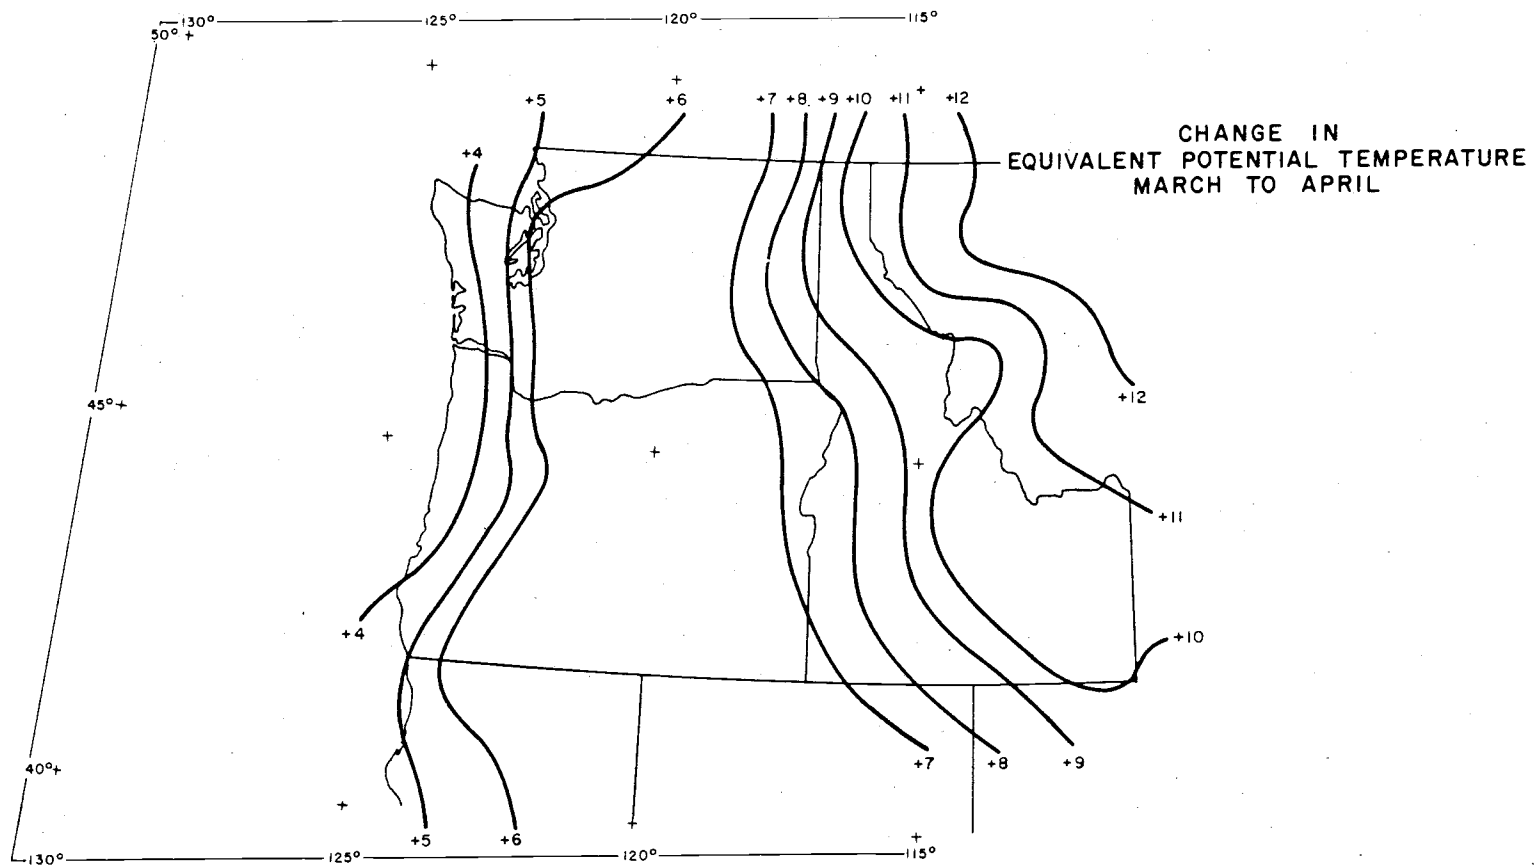 130° 125° 120° 115°
50° +
+5 +6 +7 +8 +9 +10 +11 +12
CHANGE IN
EQUIVALENT POTENTIAL TEMPERATURE
MARCH TO APRIL
+4
+12
45° +
+11
+4
+10
+7 +8 +9
40° +
+5 +6
130° 125° 120° 115°